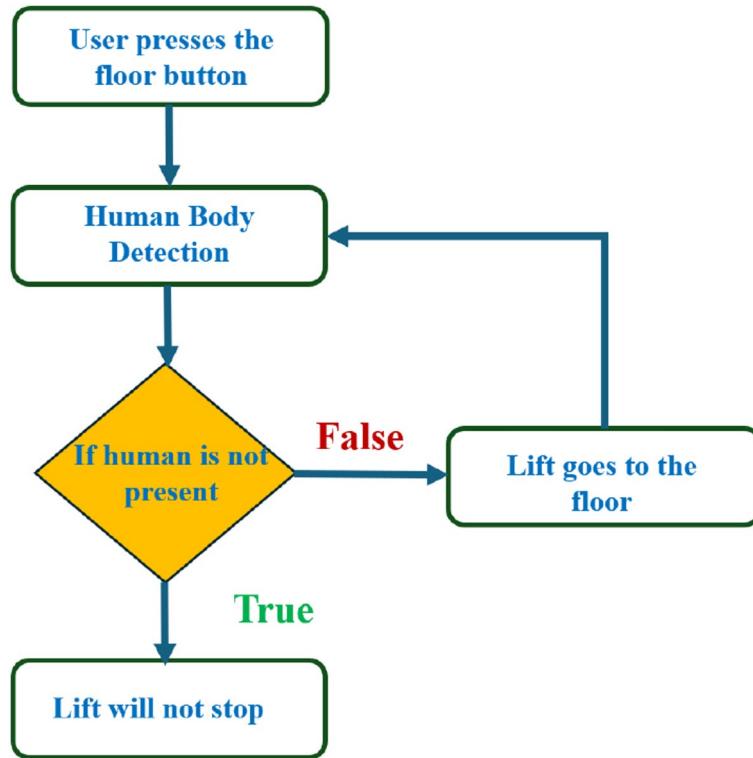 User presses the
floor button
Human Body
Detection
If human is not
present
False
Lift goes to the
floor
True
Lift will not stop